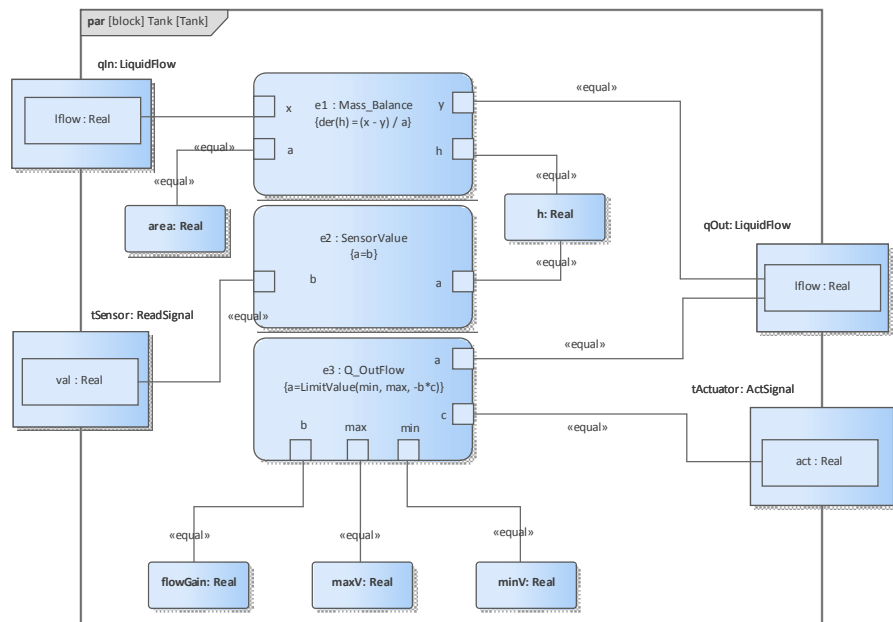 par [block] Tank [Tank]
qIn: LiquidFlow
lflow : Real
x
e1 : Mass_Balance
{der(h) = (x - y) / a}
y
«equal»
«equal»
a
h
«equal»
«equal»
area: Real
h: Real
e2 : SensorValue
{a=b}
qOut: LiquidFlow
b
a
«equal»
lflow : Real
tSensor: ReadSignal
«equal»
val : Real
e3 : Q_OutFlow
{a=LimitValue(min, max, -b*c)}
a
«equal»
tActuator: ActSignal
c
b
max
min
«equal»
act : Real
«equal»
«equal»
«equal»
flowGain: Real
maxV: Real
minV: Real